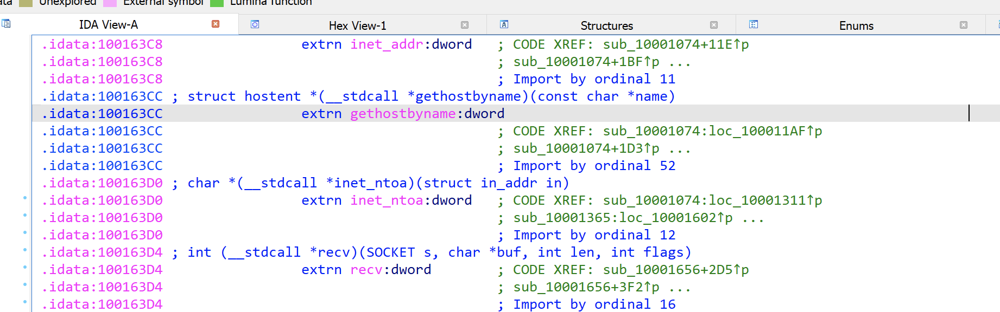 ata Unexplored External symbol Lumina function
IDA View-A Hex View-1 Structures Enums
.idata:100163C8 extrn inet_addr:dword ; CODE XREF: sub_10001074+11E↑p
.idata:100163C8 ; sub_10001074+1BF↑p ...
.idata:100163C8 ; Import by ordinal 11
.idata:100163CC ; struct hostent *(__stdcall *gethostbyname)(const char *name)
.idata:100163CC extrn gethostbyname:dword
.idata:100163CC ; CODE XREF: sub_10001074:loc_100011AF↑p
.idata:100163CC ; sub_10001074+1D3↑p ...
.idata:100163CC ; Import by ordinal 52
.idata:100163D0 ; char *(__stdcall *inet_ntoa)(struct in_addr in)
.idata:100163D0 extrn inet_ntoa:dword ; CODE XREF: sub_10001074:loc_10001311↑p
.idata:100163D0 ; sub_10001365:loc_10001602↑p ...
.idata:100163D0 ; Import by ordinal 12
.idata:100163D4 ; int (__stdcall *recv)(SOCKET s, char *buf, int len, int flags)
.idata:100163D4 extrn recv:dword ; CODE XREF: sub_10001656+2D5↑p
.idata:100163D4 ; sub_10001656+3F2↑p ...
.idata:100163D4 ; Import by ordinal 16